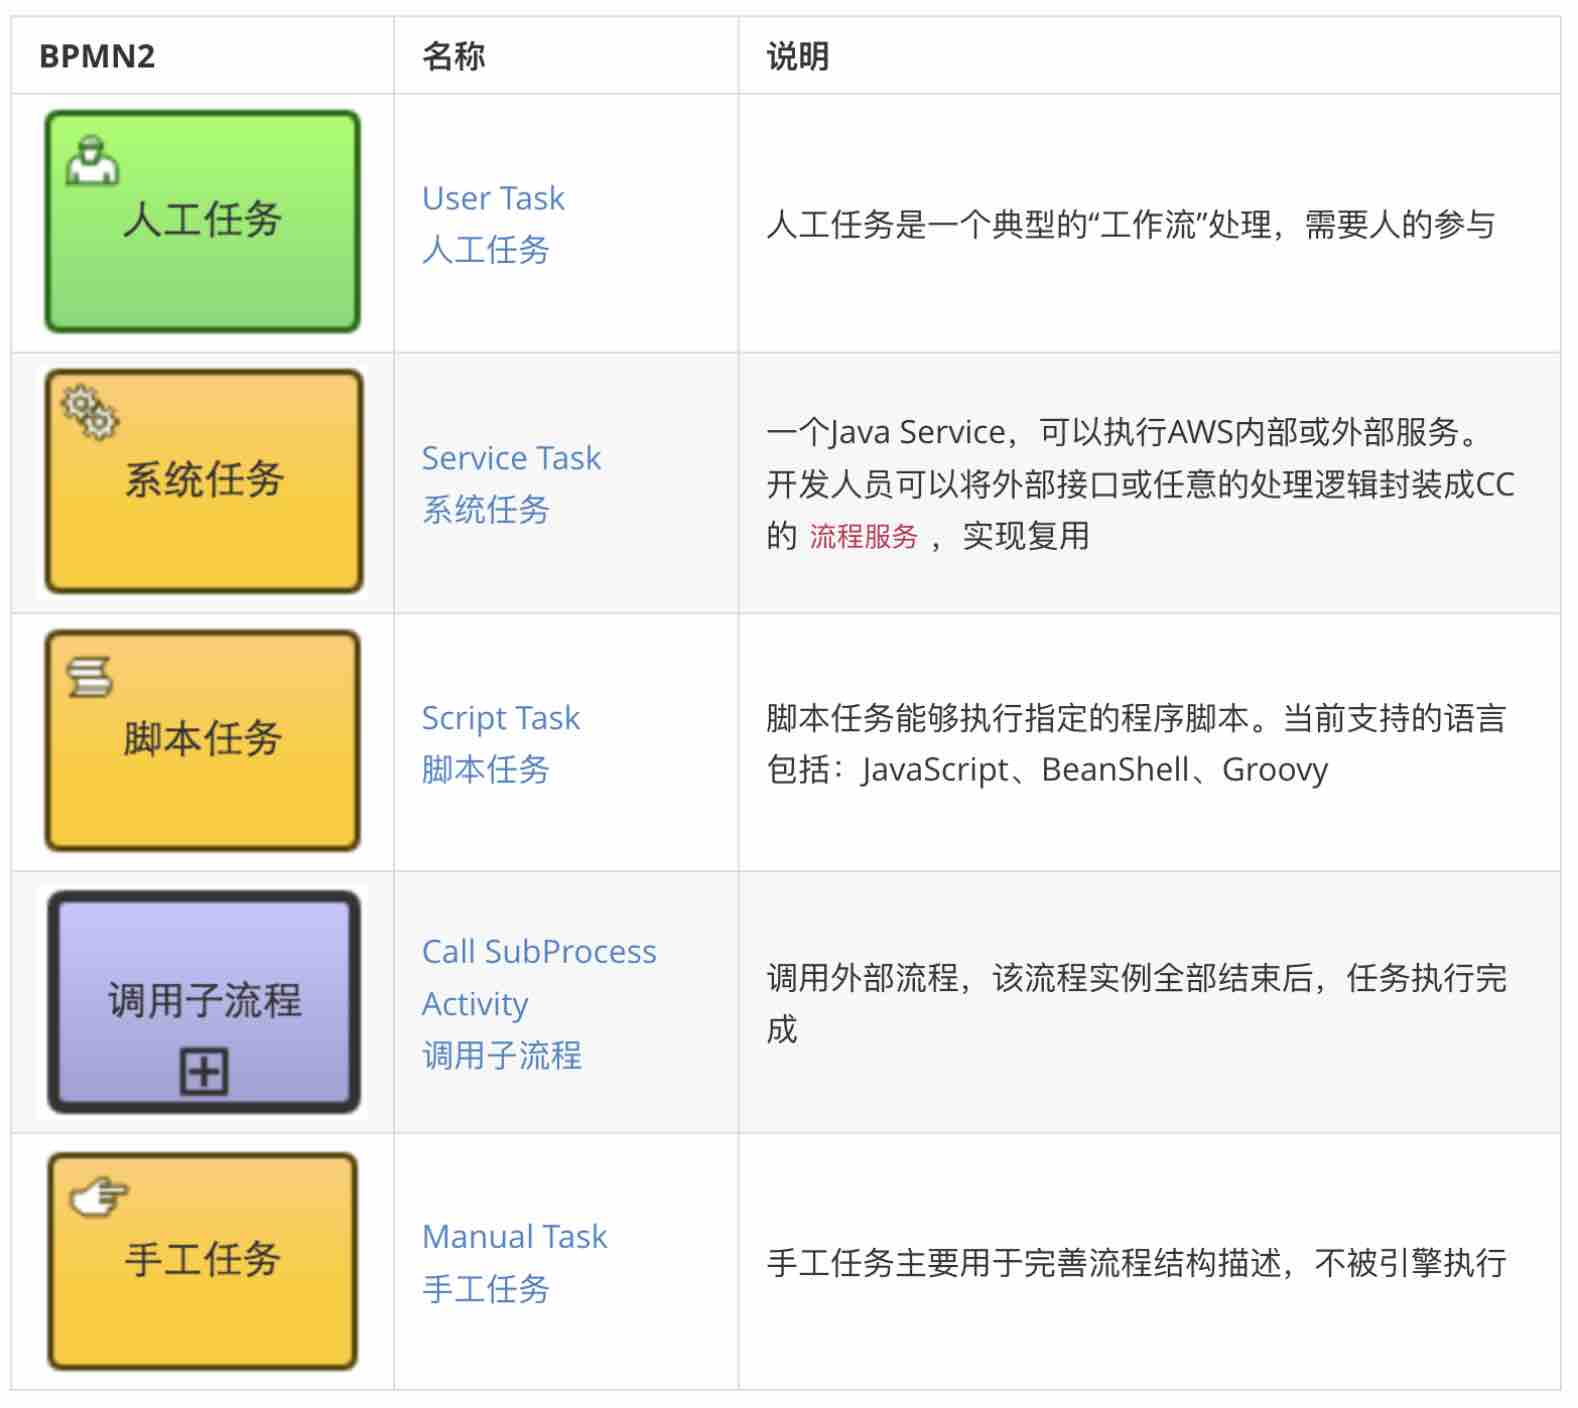 BPMN2
名称
说明
人工任务
User Task
人工任务
人工任务是一个典型的“工作流”处理，需要人的参与
系统任务
Service Task
系统任务
一个Java Service，可以执行AWS内部或外部服务。
开发人员可以将外部接口或任意的处理逻辑封装成CC
的 流程服务 ，实现复用
脚本任务
Script Task
脚本任务
脚本任务能够执行指定的程序脚本。当前支持的语言
包括：JavaScript、BeanShell、Groovy
调用子流程
Call SubProcess
Activity
调用子流程
调用外部流程，该流程实例全部结束后，任务执行完
成
手工任务
Manual Task
手工任务
手工任务主要用于完善流程结构描述，不被引擎执行